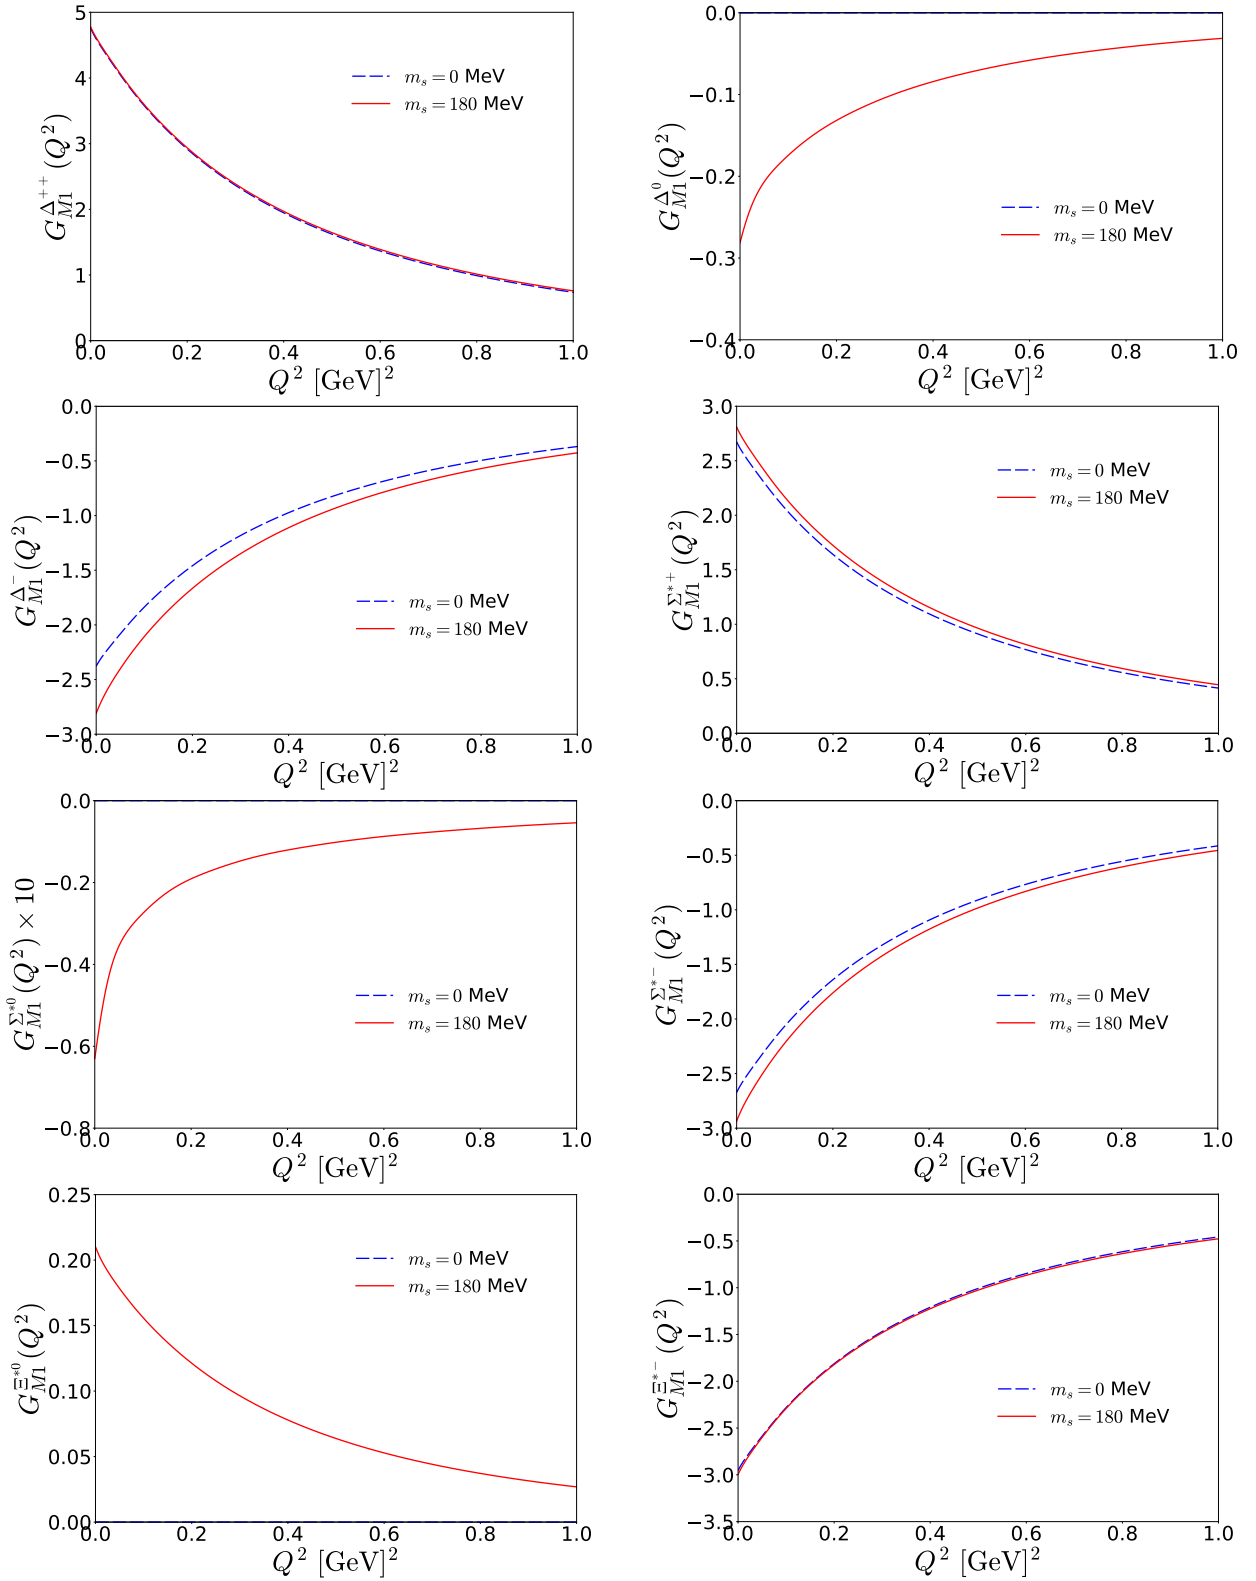 5
4
3
2
1
0
0.0 0.2 0.4 0.6 0.8 1.0
G_{M1}^{Δ^{++}}(Q^2)
m_s = 0 MeV
m_s = 180 MeV
Q^2 [GeV]^2
0.0
−0.1
−0.2
−0.3
−0.4
0.0 0.2 0.4 0.6 0.8 1.0
G_{M1}^{Δ^0}(Q^2)
m_s = 0 MeV
m_s = 180 MeV
Q^2 [GeV]^2
0.0
−0.5
−1.0
−1.5
−2.0
−2.5
−3.0
0.0 0.2 0.4 0.6 0.8 1.0
G_{M1}^{Δ^-}(Q^2)
m_s = 0 MeV
m_s = 180 MeV
Q^2 [GeV]^2
3.0
2.5
2.0
1.5
1.0
0.5
0.0
0.0 0.2 0.4 0.6 0.8 1.0
G_{M1}^{Σ^{*+}}(Q^2)
m_s = 0 MeV
m_s = 180 MeV
Q^2 [GeV]^2
0.0
−0.2
−0.4
−0.6
−0.8
0.0 0.2 0.4 0.6 0.8 1.0
G_{M1}^{Σ^{*0}}(Q^2) × 10
m_s = 0 MeV
m_s = 180 MeV
Q^2 [GeV]^2
0.0
−0.5
−1.0
−1.5
−2.0
−2.5
−3.0
0.0 0.2 0.4 0.6 0.8 1.0
G_{M1}^{Σ^{*-}}(Q^2)
m_s = 0 MeV
m_s = 180 MeV
Q^2 [GeV]^2
0.25
0.20
0.15
0.10
0.05
0.00
0.0 0.2 0.4 0.6 0.8 1.0
G_{M1}^{Ξ^{*0}}(Q^2)
m_s = 0 MeV
m_s = 180 MeV
Q^2 [GeV]^2
0.0
−0.5
−1.0
−1.5
−2.0
−2.5
−3.0
−3.5
0.0 0.2 0.4 0.6 0.8 1.0
G_{M1}^{Ξ^{*-}}(Q^2)
m_s = 0 MeV
m_s = 180 MeV
Q^2 [GeV]^2